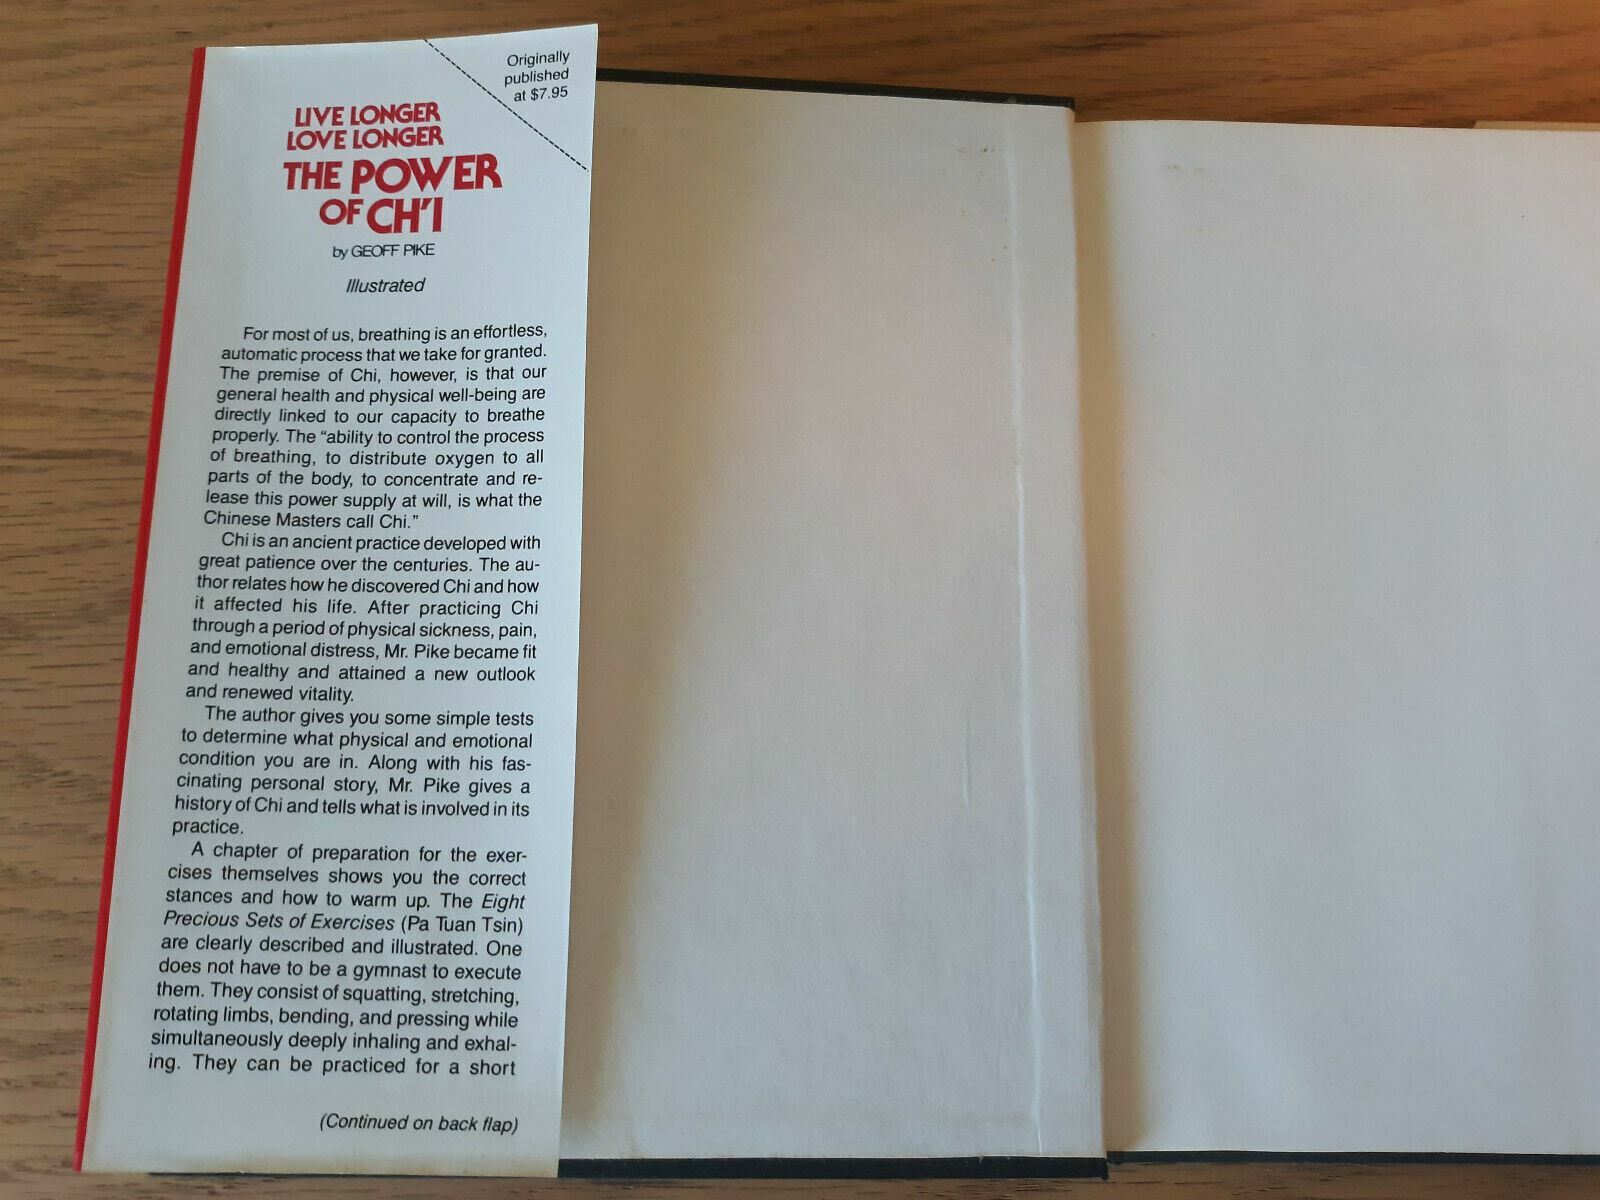 Originally
published
at $7.95
LIVE LONGER
LOVE LONGER
THE POWER
OF CH'I
by GEOFF PIKE
Illustrated
For most of us, breathing is an effortless,
automatic process that we take for granted.
The premise of Chi, however, is that our
general health and physical well-being are
directly linked to our capacity to breathe
properly. The “ability to control the process
of breathing, to distribute oxygen to all
parts of the body, to concentrate and re-
lease this power supply at will, is what the
Chinese Masters call Chi.”
Chi is an ancient practice developed with
great patience over the centuries. The au-
thor relates how he discovered Chi and how
it affected his life. After practicing Chi
through a period of physical sickness, pain,
and emotional distress, Mr. Pike became fit
and healthy and attained a new outlook
and renewed vitality.
The author gives you some simple tests
to determine what physical and emotional
condition you are in. Along with his fas-
cinating personal story, Mr. Pike gives a
history of Chi and tells what is involved in its
practice.
A chapter of preparation for the exer-
cises themselves shows you the correct
stances and how to warm up. The Eight
Precious Sets of Exercises (Pa Tuan Tsin)
are clearly described and illustrated. One
does not have to be a gymnast to execute
them. They consist of squatting, stretching,
rotating limbs, bending, and pressing while
simultaneously deeply inhaling and exhal-
ing. They can be practiced for a short
(Continued on back flap)